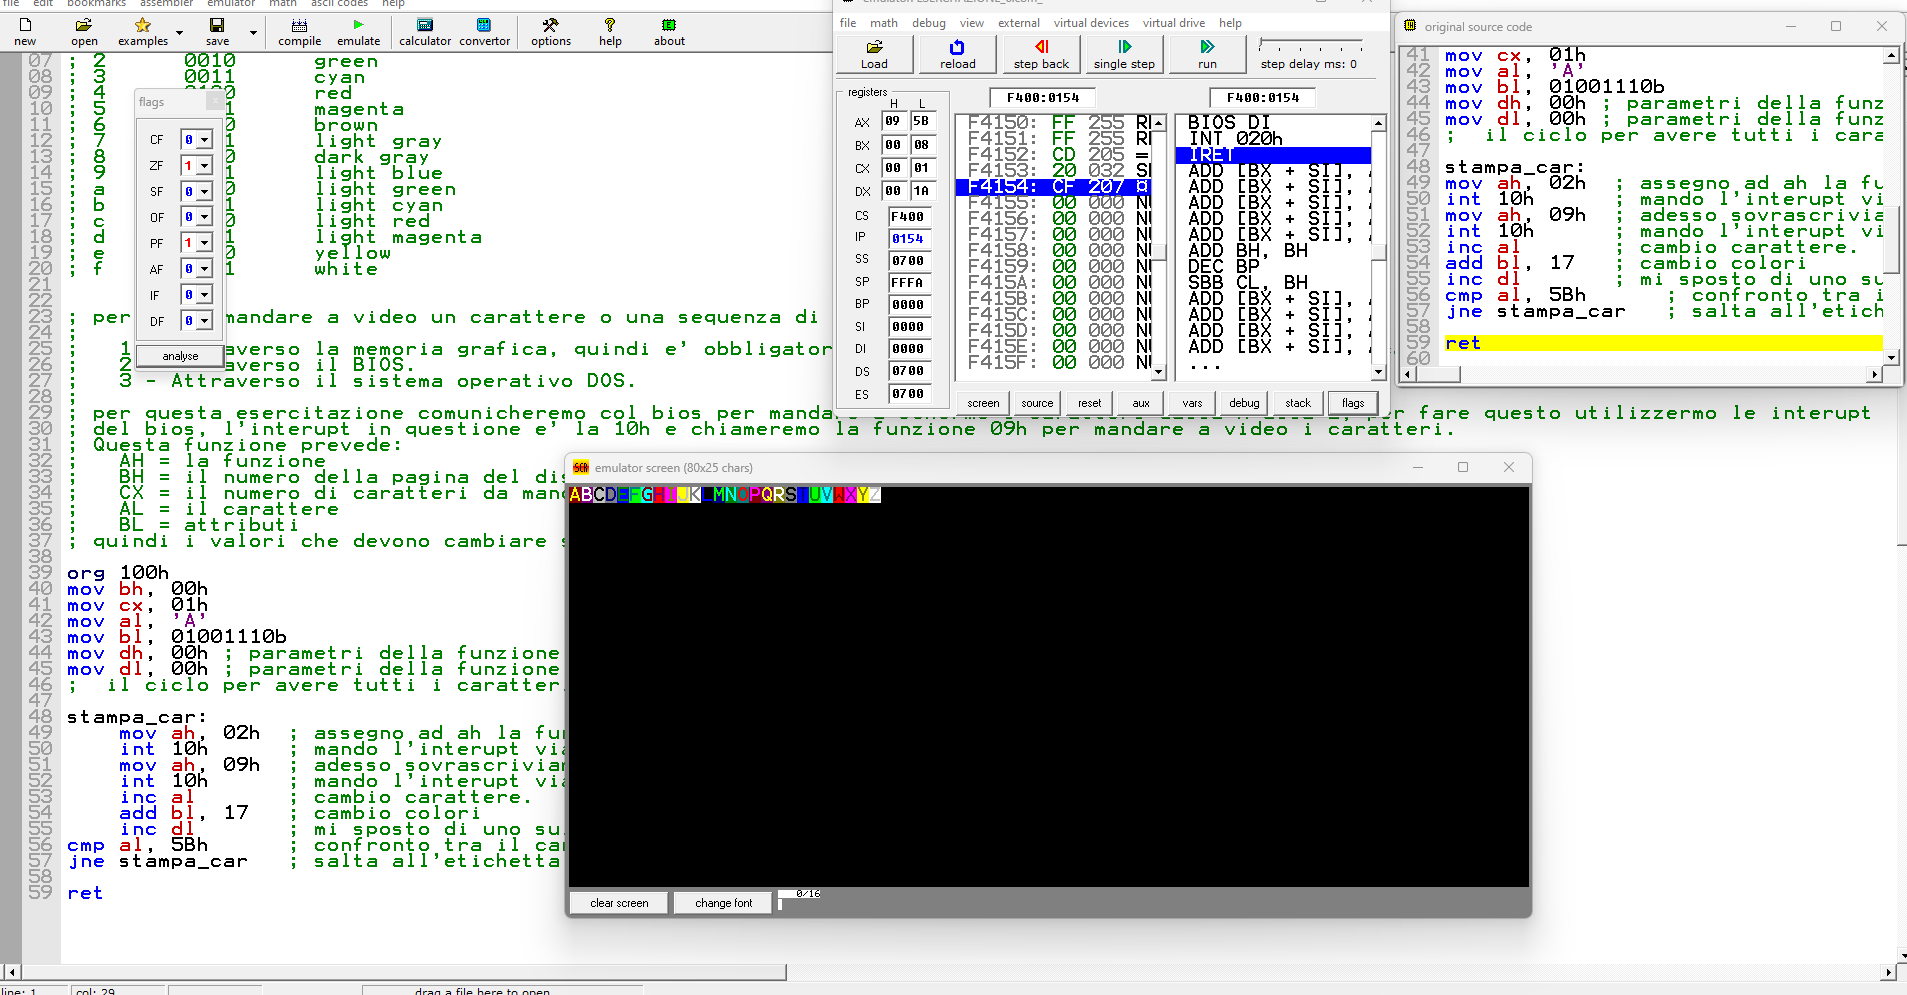 file edit bookmarks assembler emulator math ascii codes help
new open examples save compile emulate calculator convertor options help about
07 ; 2 0010 green
08 ; 3 0011 cyan
09 ; 4 red
10 ; 5 magenta
11 ; 6 brown
12 ; 7 light gray
13 ; 8 dark gray
14 ; 9 light blue
15 ; a light green
16 ; b light cyan
17 ; c light red
18 ; d light magenta
19 ; e yellow
20 ; f white
21
22
23 ; per mandare a video un carattere o una sequenza di
24 ;
25 ; 1 averso la memoria grafica, quindi e' obbligator
26 ; 2 averso il BIOS.
27 ; 3 - Attraverso il sistema operativo DOS.
28 ;
29 ; per questa esercitazione comunicheremo col bios per mandare per fare questo utilizzermo le interupt
30 ; del bios, l'interupt in questione e' la 10h e chiameremo la funzione 09h per mandare a video i caratteri.
31 ; Questa funzione prevede:
32 ; AH = la funzione
33 ; BH = il numero della pagina del dis
34 ; CX = il numero di caratteri da mand
35 ; AL = il carattere
36 ; BL = attributi
37 ; quindi i valori che devono cambiare s
38
39 org 100h
40 mov bh, 00h
41 mov cx, 01h
42 mov al, 'A'
43 mov bl, 01001110b
44 mov dh, 00h ; parametri della funzione
45 mov dl, 00h ; parametri della funzione
46 ; il ciclo per avere tutti i caratter
47
48 stampa_car:
49 mov ah, 02h ; assegno ad ah la fun
50 int 10h ; mando l'interupt via
51 mov ah, 09h ; adesso sovrascriviam
52 int 10h ; mando l'interupt via
53 inc al ; cambio carattere.
54 add bl, 17 ; cambio colori
55 inc dl ; mi sposto di uno su
56 cmp al, 5Bh ; confronto tra il ca
57 jne stampa_car ; salta all'etichetta
58
59 ret
line: 1 col: 29 drag a file here to open
flags
CF 0
ZF 1
SF 0
OF 0
PF 1
AF 0
IF 0
DF 0
analyse
file math debug view external virtual devices virtual drive help
Load reload step back single step run step delay ms: 0
registers F400:0154 F400:0154
H L
AX 09 5B
BX 00 08
CX 00 01
DX 00 1A
CS F400
IP 0154
SS 0700
SP FFFA
BP 0000
SI 0000
DI 0000
DS 0700
ES 0700
F4150: FF 255
F4151: FF 255
F4152: CD 205 =
F4153: 20 032
F4154: CF 207 ¤
F4155: 00 000
F4156: 00 000
F4157: 00 000
F4158: 00 000
F4159: 00 000
F415A: 00 000
F415B: 00 000
F415C: 00 000
F415D: 00 000
F415E: 00 000
F415F: 00 000
BIOS DI
INT 020h
IRET
ADD [BX + SI],
ADD [BX + SI],
ADD [BX + SI],
ADD [BX + SI],
ADD [BX + SI],
ADD BH, BH
DEC BP
SBB CL, BH
ADD [BX + SI],
ADD [BX + SI],
ADD [BX + SI],
ADD [BX + SI],
...
screen source reset aux vars debug stack flags
original source code
41 mov cx, 01h
42 mov al, 'A'
43 mov bl, 01001110b
44 mov dh, 00h ; parametri della funz
45 mov dl, 00h ; parametri della funz
46 ; il ciclo per avere tutti i cara
47
48 stampa_car:
49 mov ah, 02h ; assegno ad ah la fu
50 int 10h ; mando l'interupt vi
51 mov ah, 09h ; adesso sovrascrivia
52 int 10h ; mando l'interupt vi
53 inc al ; cambio carattere.
54 add bl, 17 ; cambio colori
55 inc dl ; mi sposto di uno su
56 cmp al, 5Bh ; confronto tra i
57 jne stampa_car ; salta all'etich
58
59 ret
60
emulator screen (80x25 chars)
ABCDEFGHIJKLMNOPQRSTUVWXYZ
clear screen change font 0/16